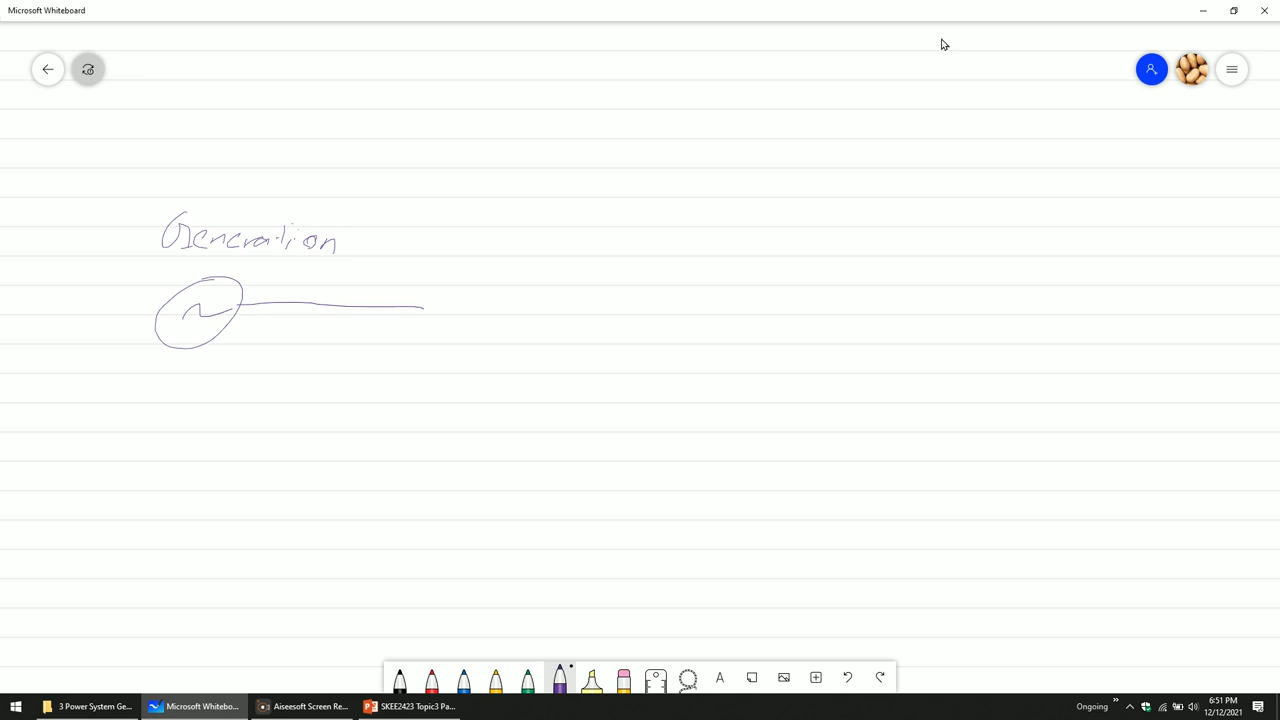 Microsoft Whiteboard
Generation
~
A
3 Power System Ge...
Microsoft Whitebo...
Aiseesoft Screen Re...
SKEE2423 Topic3 Pa...
Ongoing
6:51 PM
12/12/2021